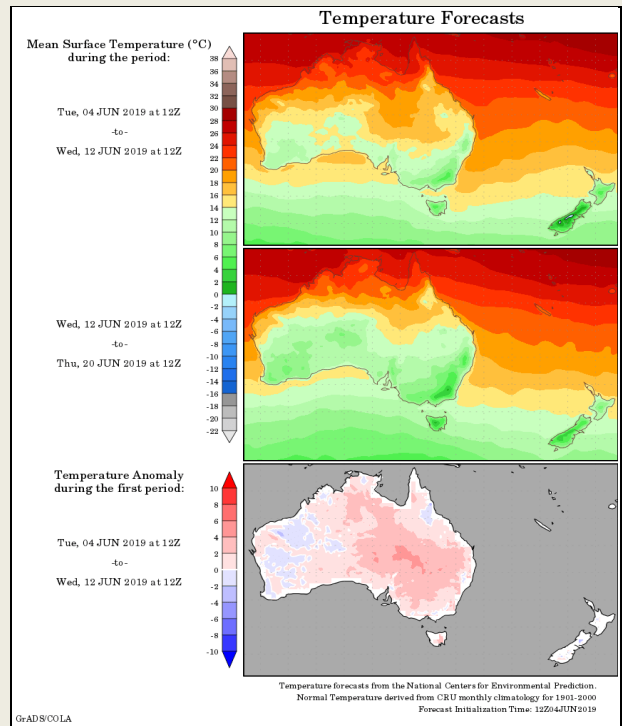 Temperature Forecasts
Mean Surface Temperature (°C)
during the period:
38
36
34
32
30
28
26
24
22
20
18
16
14
12
10
8
6
4
2
0
-2
-4
-6
-8
-10
-12
-14
-16
-18
-20
-22
Tue, 04 JUN 2019 at 12Z
-to-
Wed, 12 JUN 2019 at 12Z
Wed, 12 JUN 2019 at 12Z
-to-
Thu, 20 JUN 2019 at 12Z
Temperature Anomaly
during the first period:
10
8
6
4
2
0
-2
-4
-6
-8
-10
Tue, 04 JUN 2019 at 12Z
-to-
Wed, 12 JUN 2019 at 12Z
Temperature forecasts from the National Centers for Environmental Prediction.
Normal Temperature derived from CRU monthly climatology for 1901-2000
Forecast Initialization Time: 12Z04JUN2019
GrADS/COLA